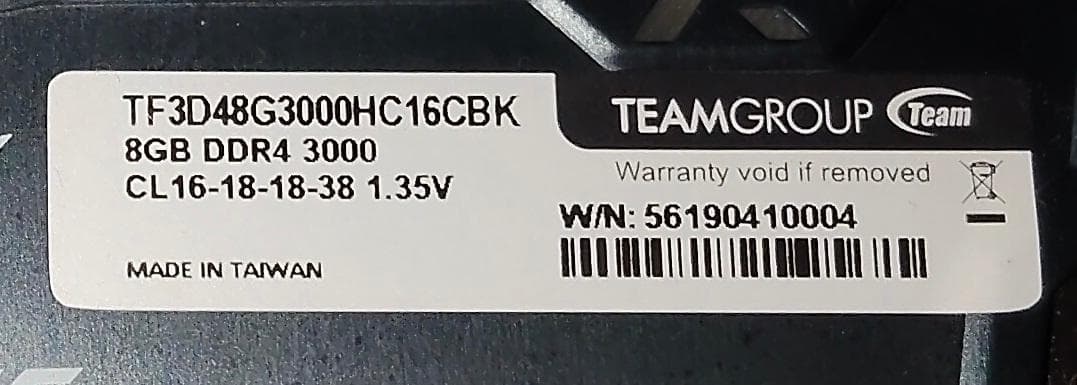 TF3D48G3000HC16CBK
8GB DDR4 3000
CL16-18-18-38 1.35V
MADE IN TAIWAN
TEAMGROUP Team
Warranty void if removed
W/N: 56190410004